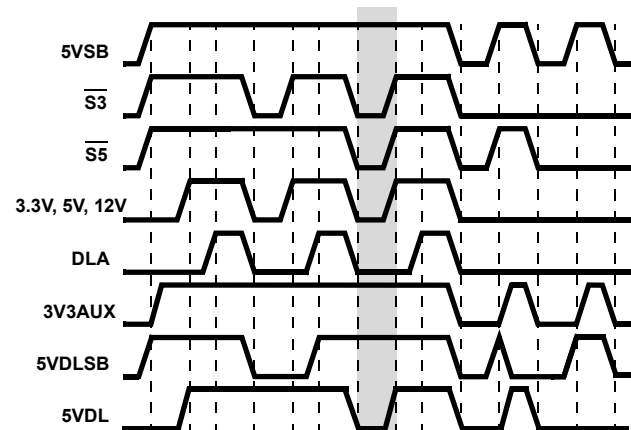 5VSB
S3
S5
3.3V, 5V, 12V
DLA
3V3AUX
5VDLSB
5VDL